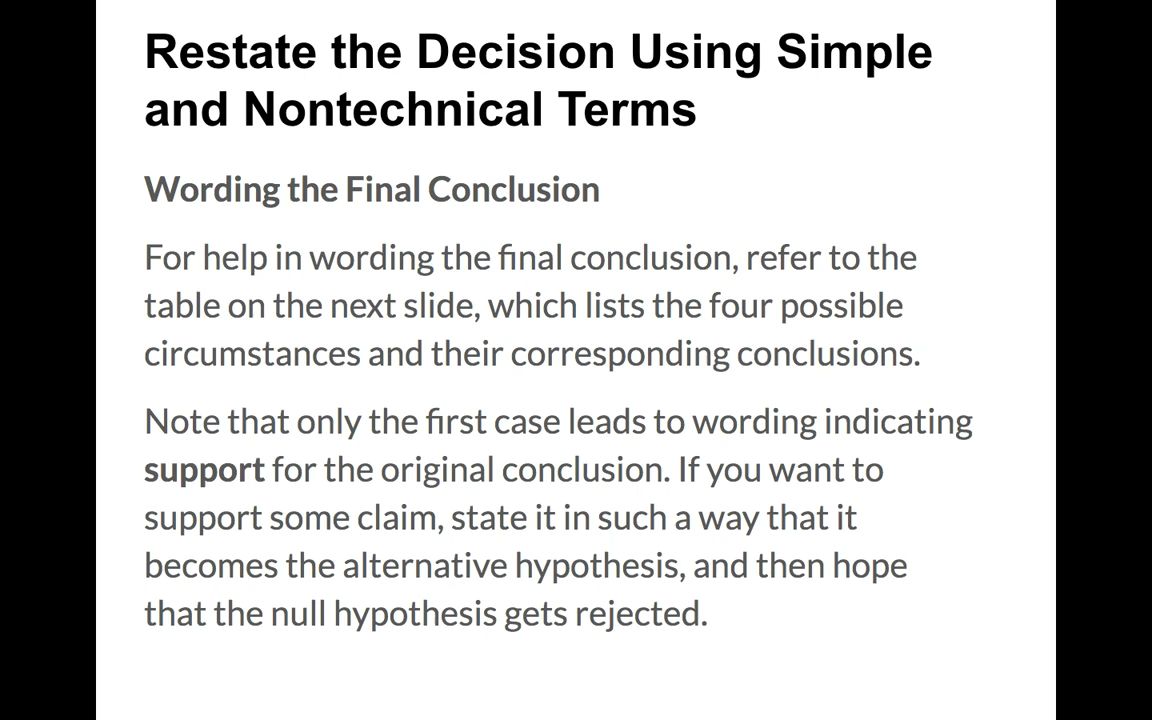 Restate the Decision Using Simple
and Nontechnical Terms
Wording the Final Conclusion
For help in wording the final conclusion, refer to the
table on the next slide, which lists the four possible
circumstances and their corresponding conclusions.
Note that only the first case leads to wording indicating
support for the original conclusion. If you want to
support some claim, state it in such a way that it
becomes the alternative hypothesis, and then hope
that the null hypothesis gets rejected.